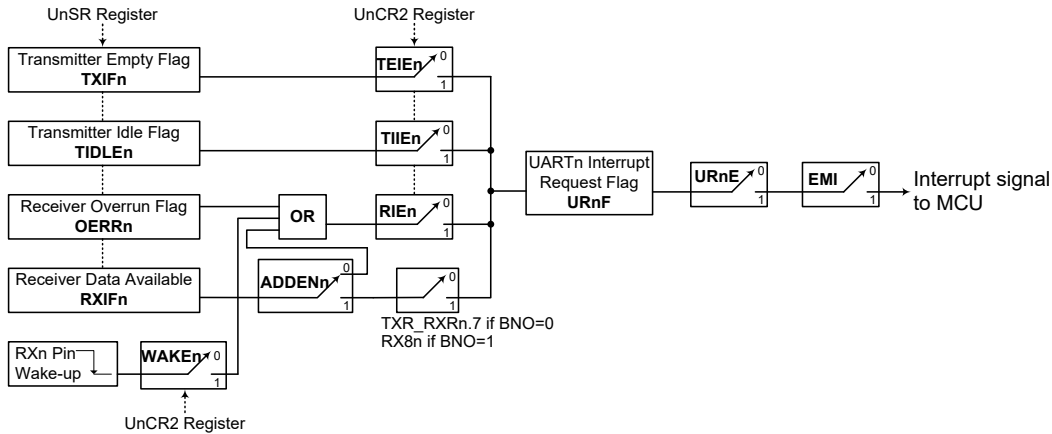 UnSR Register
UnCR2 Register
Transmitter Empty Flag
TXIFn
TEIEn
0
1
Transmitter Idle Flag
TIDLEn
TIIEn
0
1
UARTn Interrupt
Request Flag
URnF
URnE
0
1
EMI
0
1
Interrupt signal
to MCU
Receiver Overrun Flag
OERRn
OR
RIEn
0
1
Receiver Data Available
RXIFn
ADDENn
0
1
0
1
TXR_RXRn.7 if BNO=0
RX8n if BNO=1
RXn Pin
Wake-up
WAKEn
0
1
UnCR2 Register